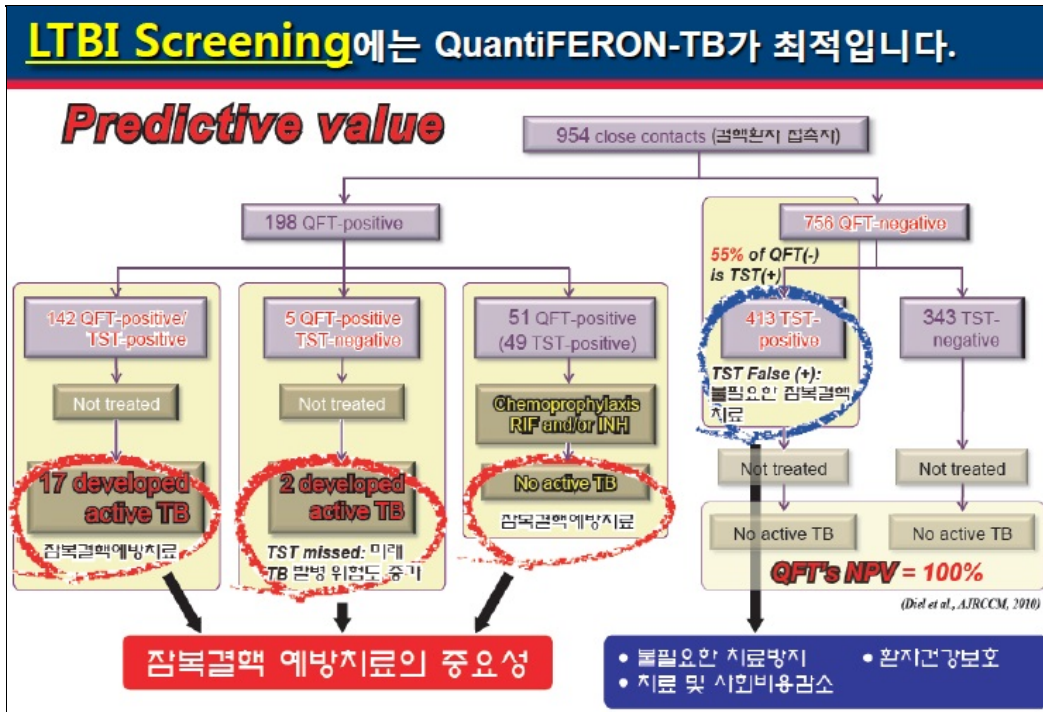 LTBI Screening에는 QuantiFERON-TB가 최적입니다.
Predictive value
954 close contacts (결핵환자 접촉자)
198 QFT-positive
756 QFT-negative
55% of QFT(-)
is TST(+)
142 QFT-positive/
TST-positive
5 QFT-positive
TST-negative
51 QFT-positive
(49 TST-positive)
413 TST-
positive
343 TST-
negative
TST False (+):
불필요한 잠복결핵
치료
Not treated
Not treated
Chemoprophylaxis
RIF and/or INH
Not treated
Not treated
17 developed
active TB
2 developed
active TB
No active TB
No active TB
No active TB
잠복결핵예방치료
TST missed: 미래
TB 발병 위험도 증가
잠복결핵예방치료
QFT's NPV = 100%
(Diel et al., AJRCCM, 2010)
잠복결핵 예방치료의 중요성
• 불필요한 치료방지 • 환자건강보호
• 치료 및 사회비용감소